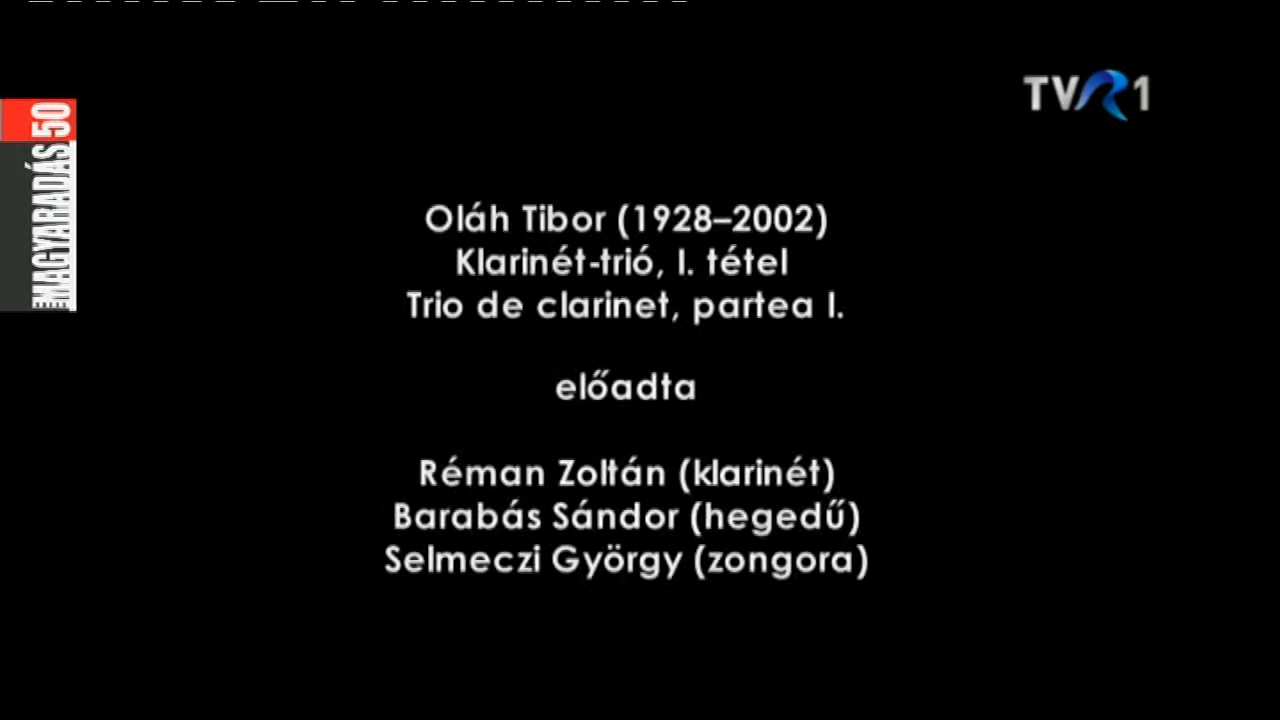 TVR1
MAGYARADÁS 50
Oláh Tibor (1928–2002)
Klarinét-trió, I. tétel
Trio de clarinet, partea I.
előadta
Réman Zoltán (klarinét)
Barabás Sándor (hegedű)
Selmeczi György (zongora)